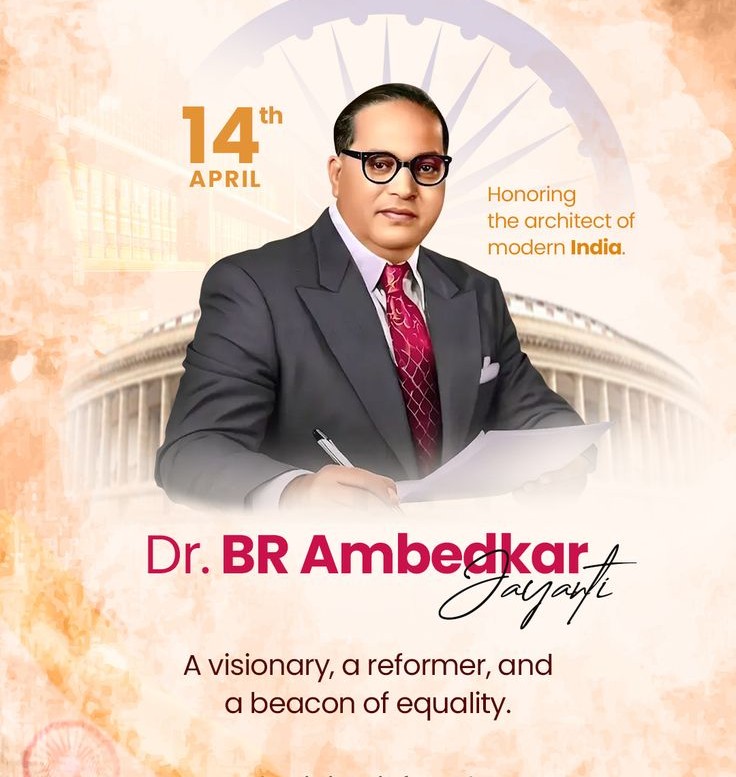 14th
APRIL
Honoring
the architect of
modern India.
Dr. BR Ambedkar
Jayanti
A visionary, a reformer, and
a beacon of equality.